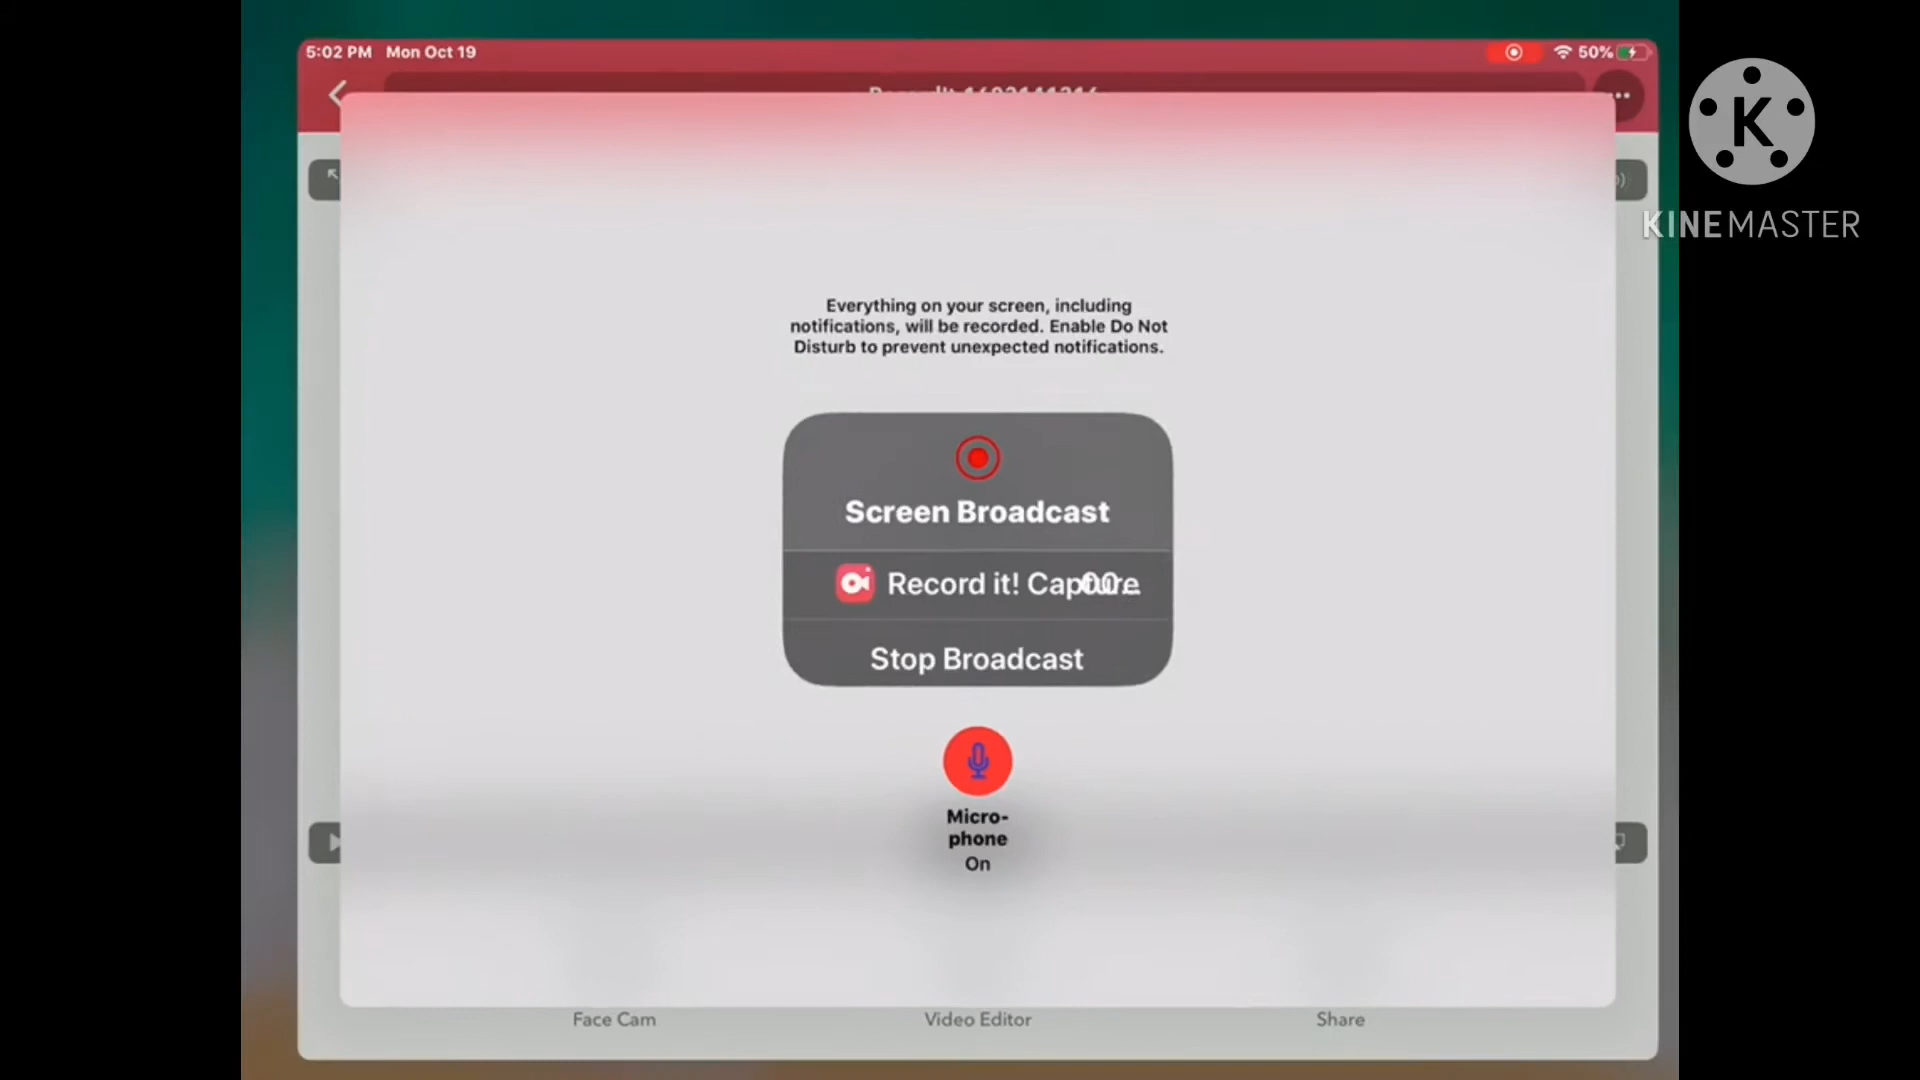 5:02 PM Mon Oct 19
50%
KINEMASTER
Everything on your screen, including
notifications, will be recorded. Enable Do Not
Disturb to prevent unexpected notifications.
Screen Broadcast
Record it! Capture
Stop Broadcast
Micro-
phone
On
Face Cam
Video Editor
Share